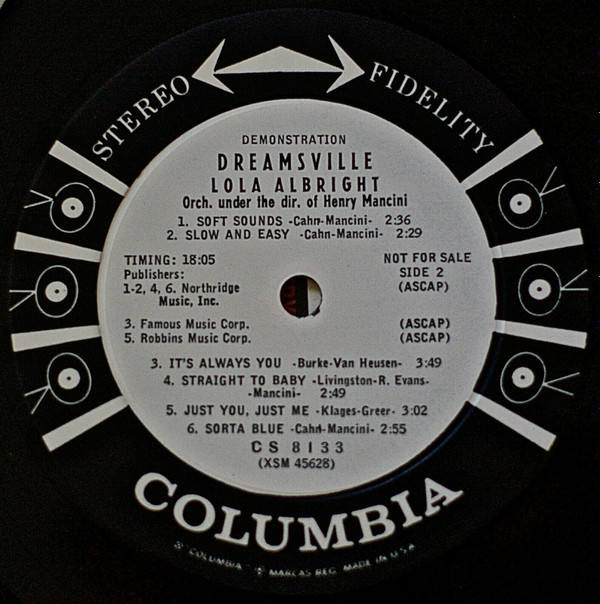 STEREO FIDELITY
DEMONSTRATION
DREAMSVILLE
LOLA ALBRIGHT
Orch. under the dir. of Henry Mancini
1. SOFT SOUNDS -Cahn-Mancini- 2:36
2. SLOW AND EASY -Cahn-Mancini- 2:29
TIMING: 18:05 NOT FOR SALE
Publishers: SIDE 2
1-2, 4, 6. Northridge (ASCAP)
Music, Inc.
3. Famous Music Corp. (ASCAP)
5. Robbins Music Corp. (ASCAP)
3. IT'S ALWAYS YOU -Burke-Van Heusen- 3:49
4. STRAIGHT TO BABY -Livingston-R. Evans-
-Mancini- 2:49
5. JUST YOU, JUST ME -Klages-Greer- 3:02
6. SORTA BLUE -Cahn-Mancini- 2:55
CS 8133
(XSM 45628)
COLUMBIA
® "COLUMBIA" MARCAS REG. MADE IN U.S.A.